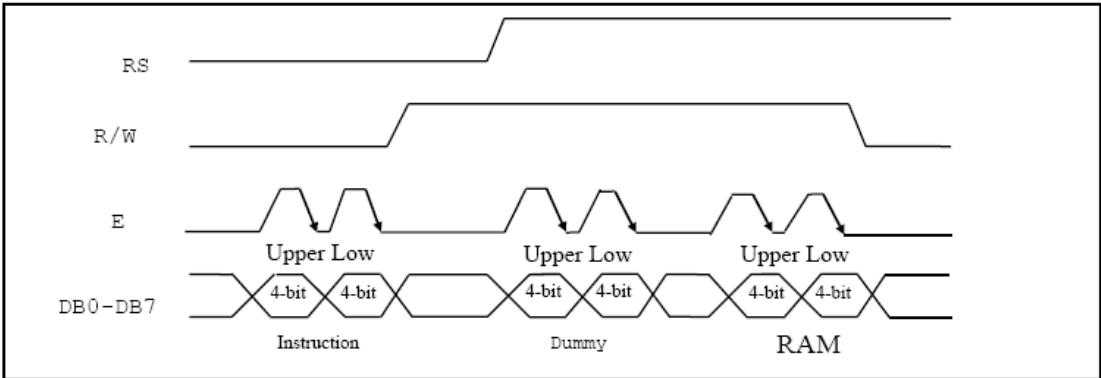 RS
R/W
E
Upper Low Upper Low Upper Low
DB0-DB7 4-bit 4-bit 4-bit 4-bit 4-bit 4-bit
Instruction Dummy RAM